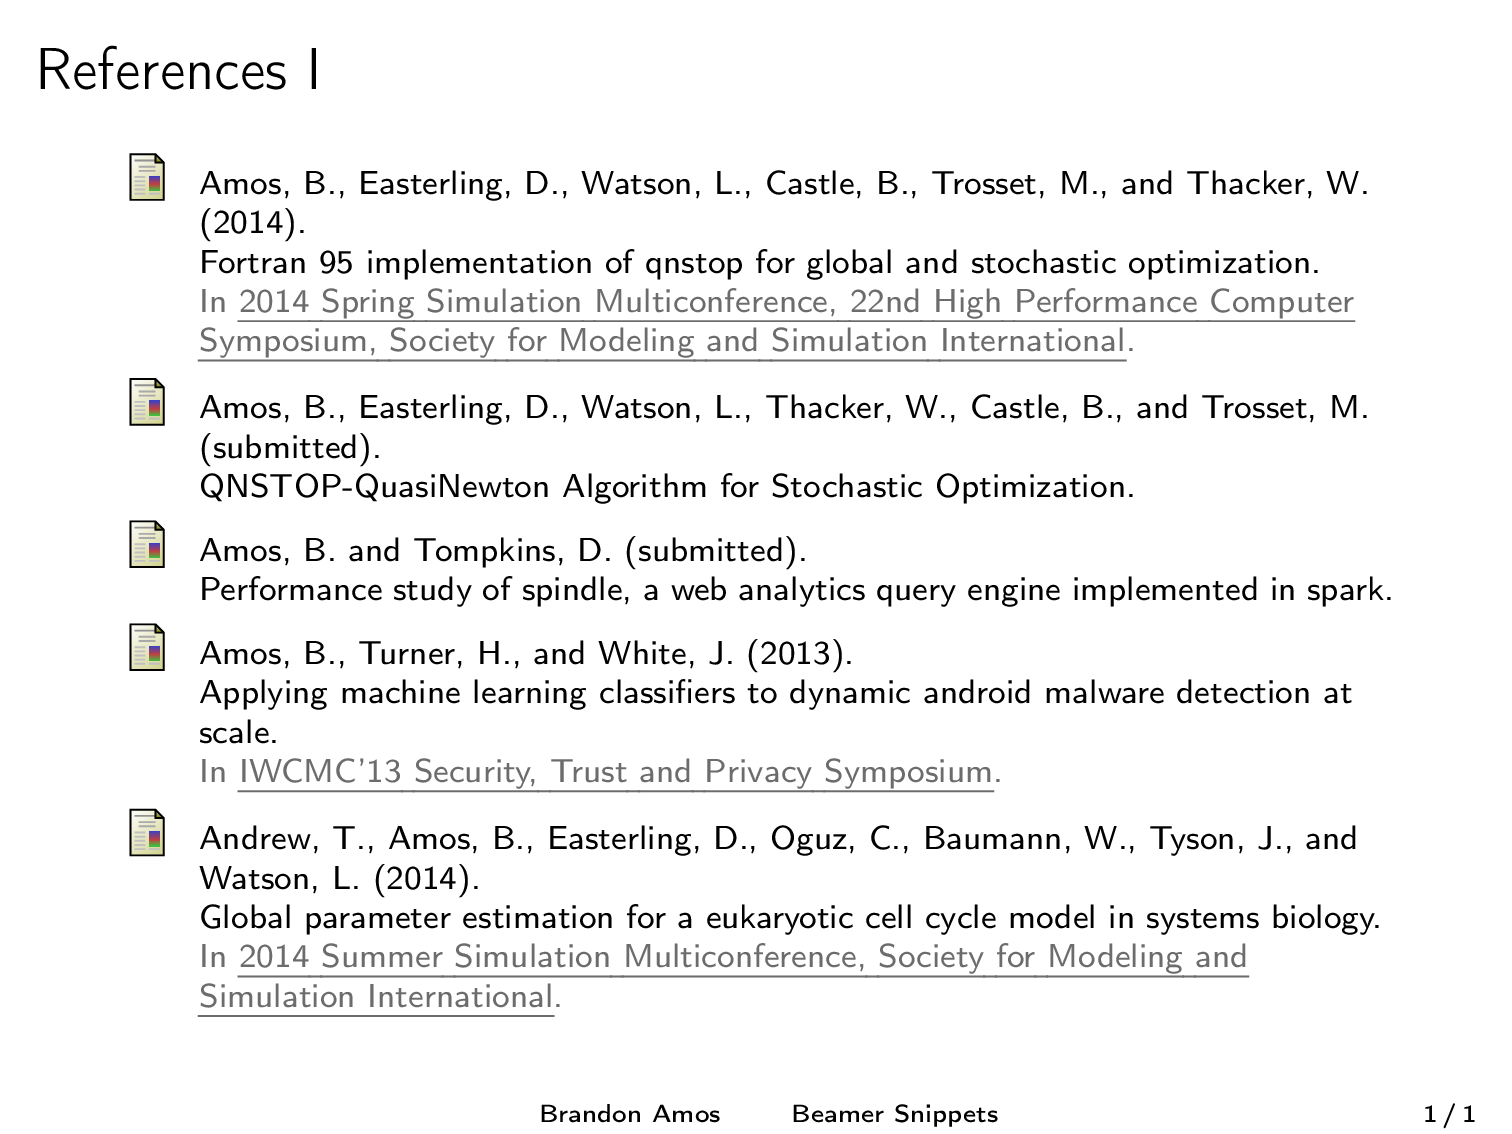 References I
Amos, B., Easterling, D., Watson, L., Castle, B., Trosset, M., and Thacker, W.
(2014).
Fortran 95 implementation of qnstop for global and stochastic optimization.
In 2014 Spring Simulation Multiconference, 22nd High Performance Computer
Symposium, Society for Modeling and Simulation International.
Amos, B., Easterling, D., Watson, L., Thacker, W., Castle, B., and Trosset, M.
(submitted).
QNSTOP-QuasiNewton Algorithm for Stochastic Optimization.
Amos, B. and Tompkins, D. (submitted).
Performance study of spindle, a web analytics query engine implemented in spark.
Amos, B., Turner, H., and White, J. (2013).
Applying machine learning classifiers to dynamic android malware detection at
scale.
In IWCMC'13 Security, Trust and Privacy Symposium.
Andrew, T., Amos, B., Easterling, D., Oguz, C., Baumann, W., Tyson, J., and
Watson, L. (2014).
Global parameter estimation for a eukaryotic cell cycle model in systems biology.
In 2014 Summer Simulation Multiconference, Society for Modeling and
Simulation International.
Brandon Amos Beamer Snippets 1 / 1